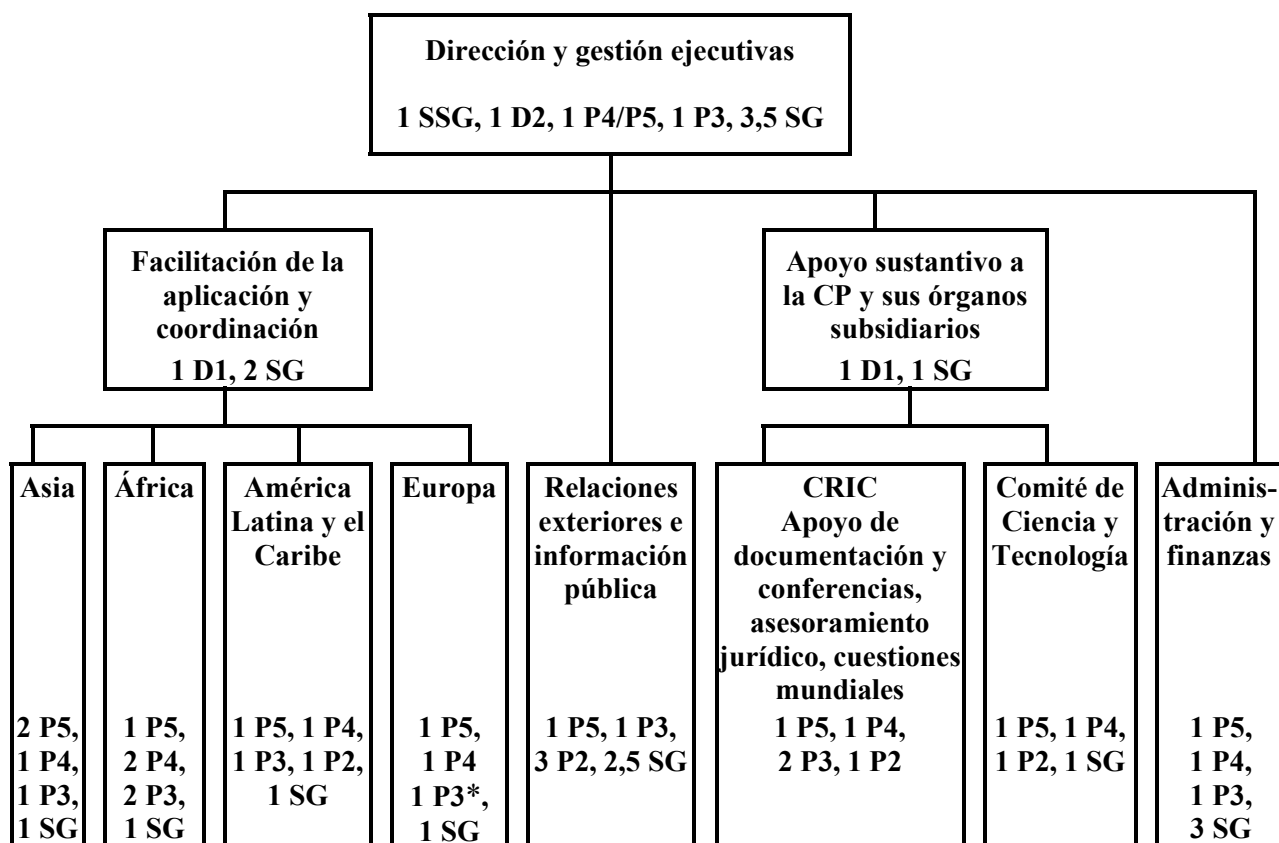 Dirección y gestión ejecutivas
1 SSG, 1 D2, 1 P4/P5, 1 P3, 3,5 SG
Facilitación de la
aplicación y
coordinación
1 D1, 2 SG
Apoyo sustantivo a
la CP y sus órganos
subsidiarios
1 D1, 1 SG
Asia
2 P5,
1 P4,
1 P3,
1 SG
África
1 P5,
2 P4,
2 P3,
1 SG
América
Latina y el
Caribe
1 P5, 1 P4,
1 P3, 1 P2,
1 SG
Europa
1 P5,
1 P4
1 P3*,
1 SG
Relaciones
exteriores e
información
pública
1 P5, 1 P3,
3 P2, 2,5 SG
CRIC
Apoyo de
documentación y
conferencias,
asesoramiento
jurídico, cuestiones
mundiales
1 P5, 1 P4,
2 P3, 1 P2
Comité de
Ciencia y
Tecnología
1 P5, 1 P4,
1 P2, 1 SG
Adminis-
tración y
finanzas
1 P5,
1 P4,
1 P3,
3 SG